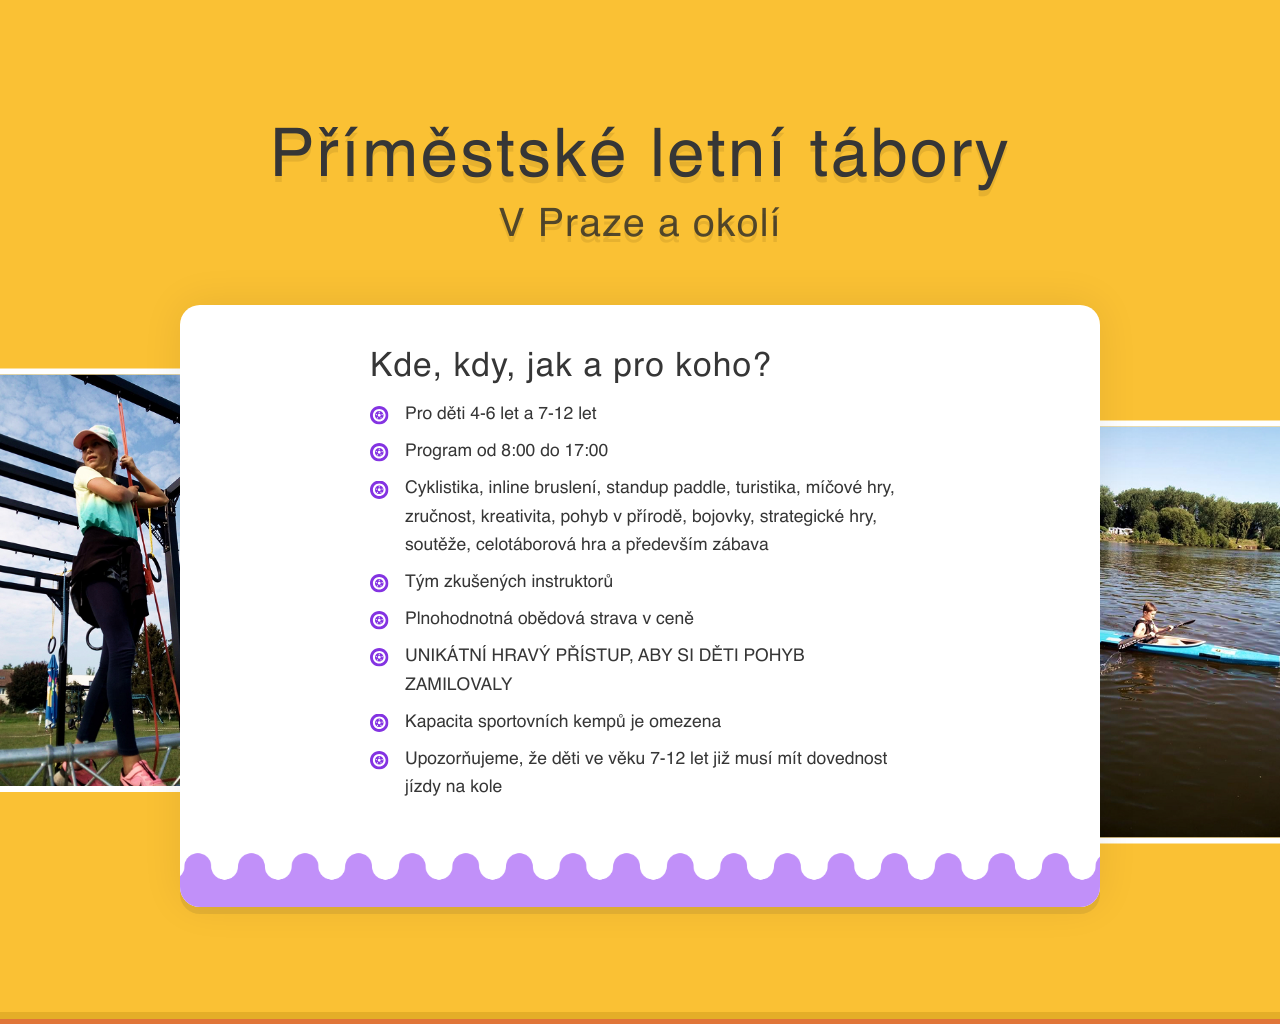 Příměstské letní tábory
V Praze a okolí
Kde, kdy, jak a pro koho?
Pro děti 4-6 let a 7-12 let
Program od 8:00 do 17:00
Cyklistika, inline bruslení, standup paddle, turistika, míčové hry,
zručnost, kreativita, pohyb v přírodě, bojovky, strategické hry,
soutěže, celotáborová hra a především zábava
Tým zkušených instruktorů
Plnohodnotná obědová strava v ceně
UNIKÁTNÍ HRAVÝ PŘÍSTUP, ABY SI DĚTI POHYB
ZAMILOVALY
Kapacita sportovních kempů je omezena
Upozorňujeme, že děti ve věku 7-12 let již musí mít dovednost
jízdy na kole